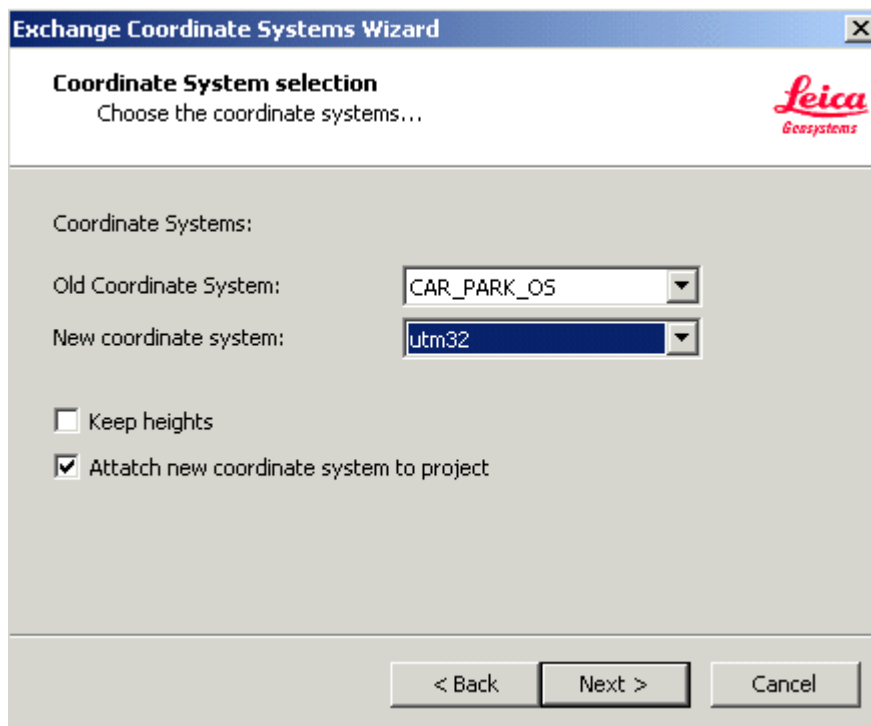 Exchange Coordinate Systems Wizard
Coordinate System selection
Choose the coordinate systems...
Leica
Geosystems
Coordinate Systems:
Old Coordinate System: CAR_PARK_OS
New coordinate system: utm32
Keep heights
Attatch new coordinate system to project
< Back Next > Cancel